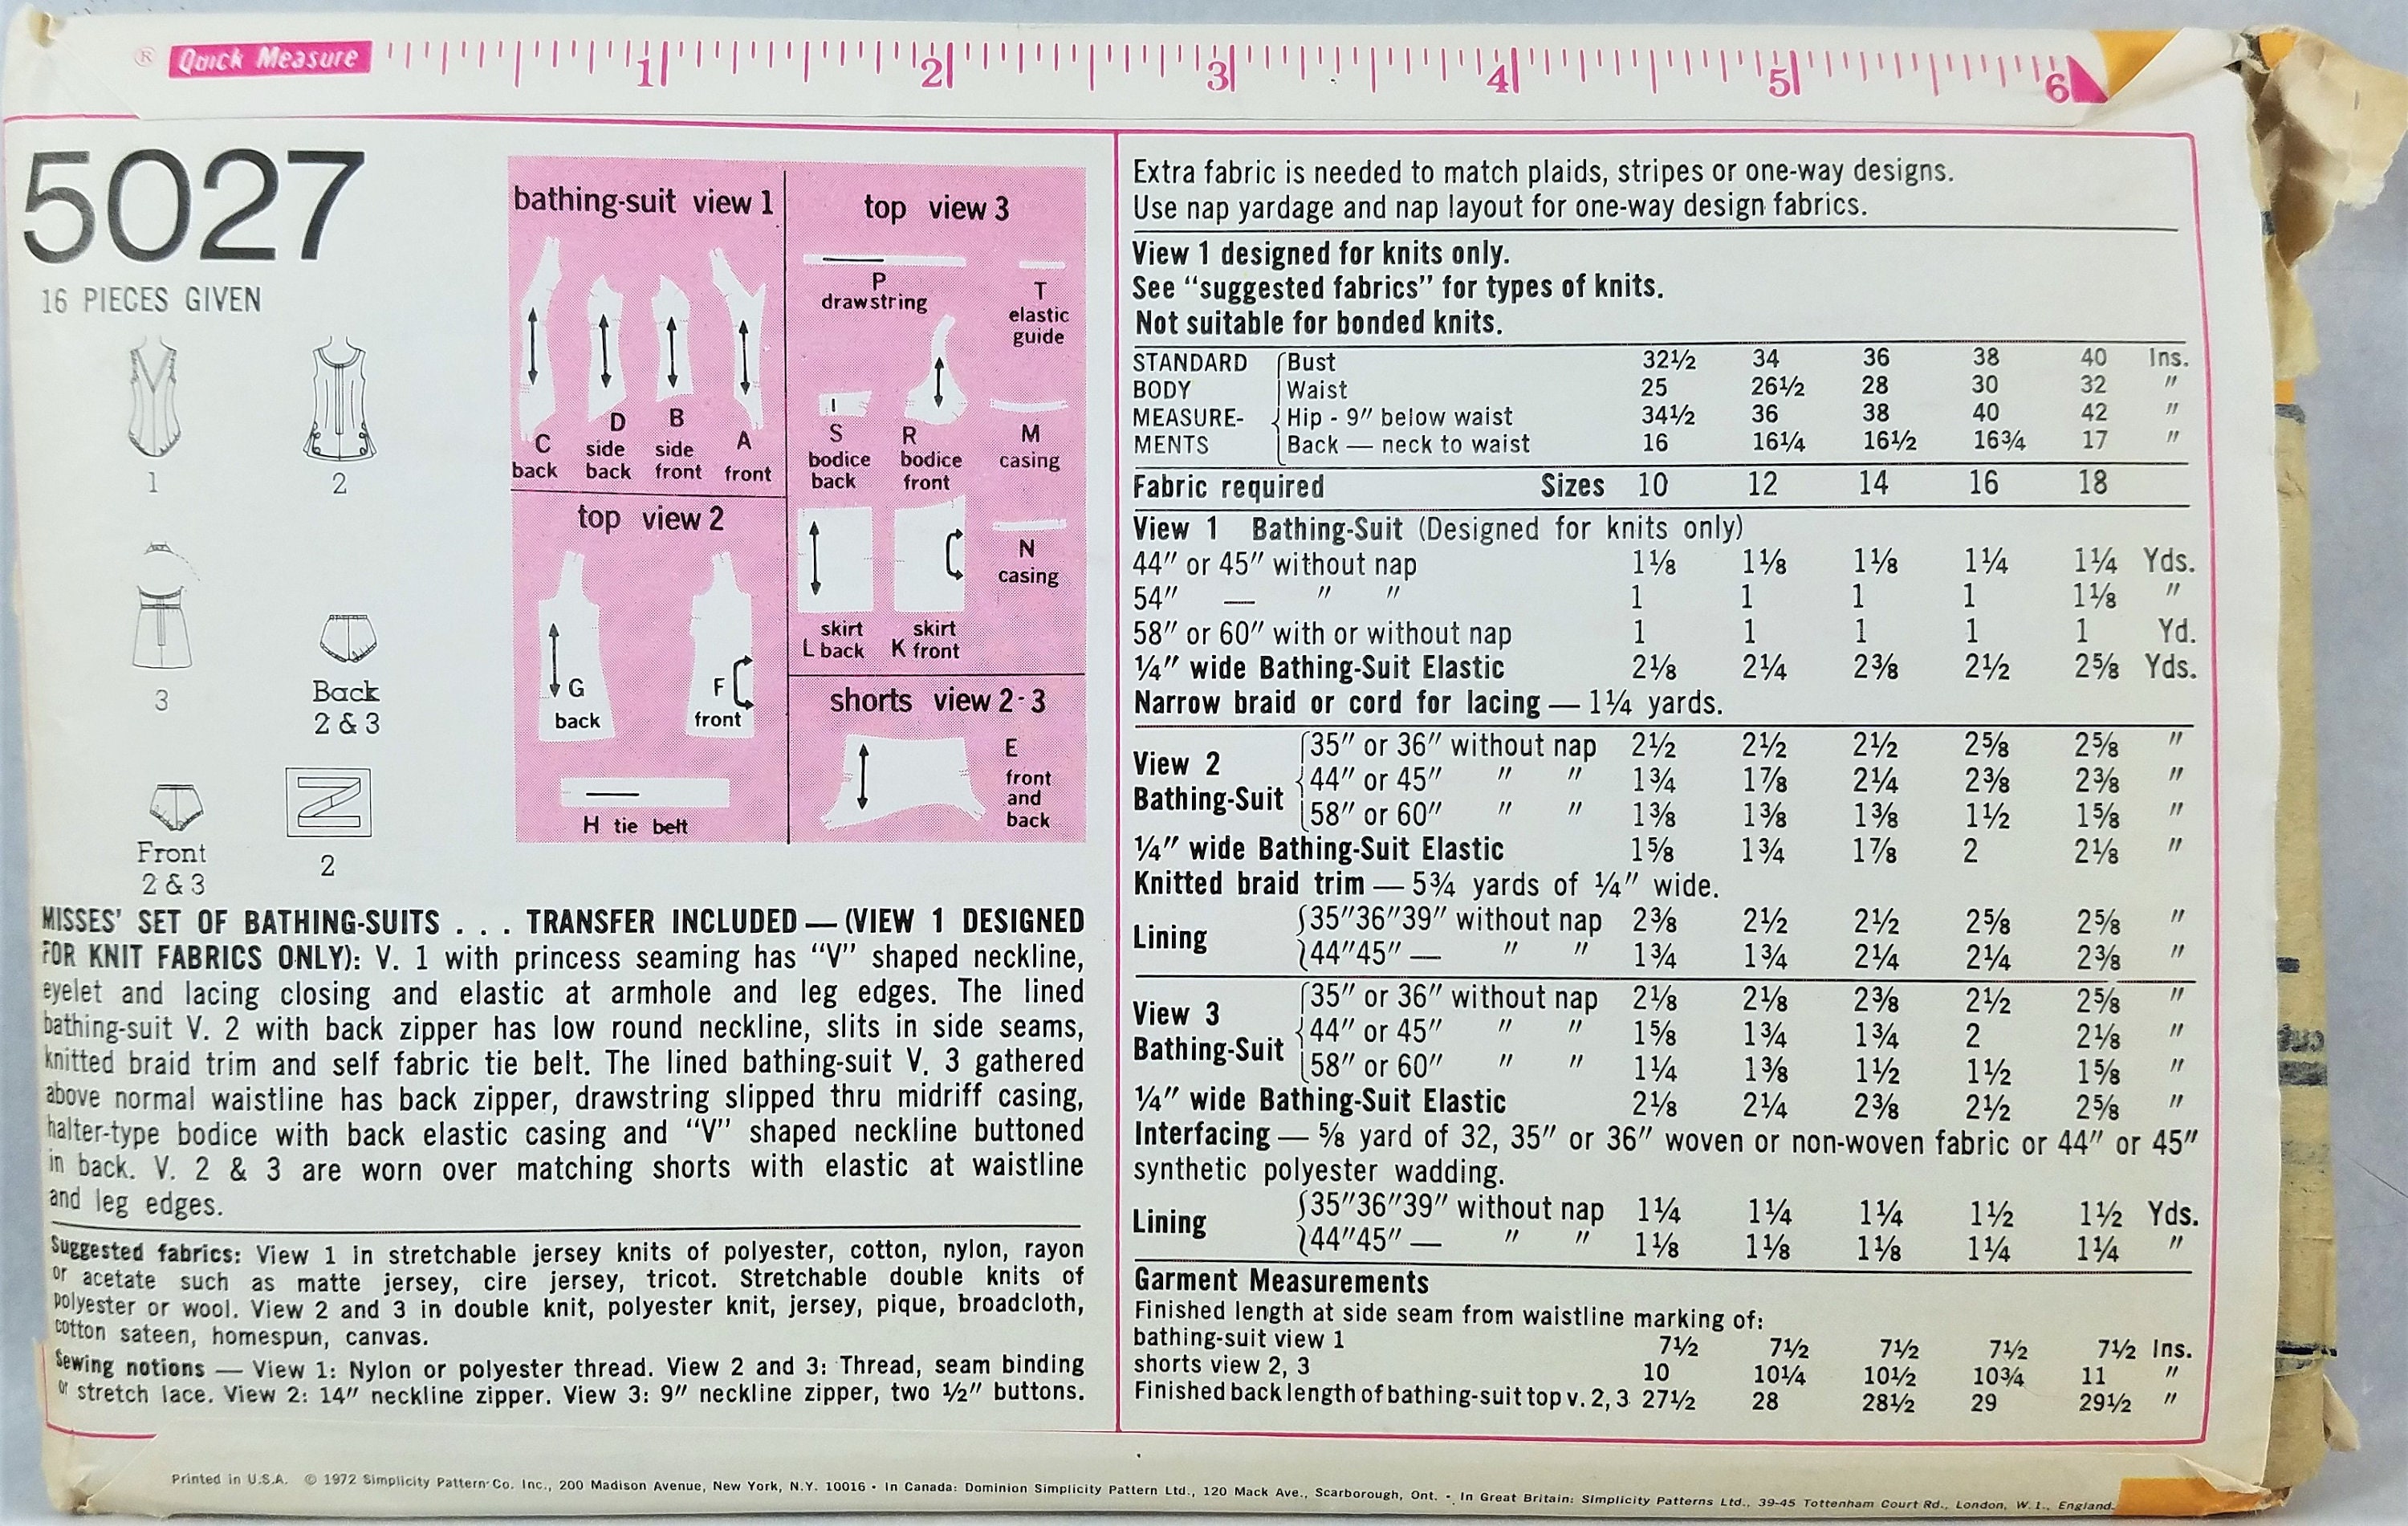 ® Quick Measure 1 2 3 4 5 6
5027
16 PIECES GIVEN
1
2
3
Back
2 & 3
Front
2 & 3
2
bathing-suit view 1
C
back
D
side
back
B
side
front
A
front
top view 2
G
back
F
front
H tie belt
top view 3
P
drawstring
T
elastic
guide
S
bodice
back
R
bodice
front
M
casing
N
casing
skirt
L back
skirt
K front
shorts view 2-3
E
front
and
back
MISSES' SET OF BATHING-SUITS . . . TRANSFER INCLUDED — (VIEW 1 DESIGNED
FOR KNIT FABRICS ONLY): V. 1 with princess seaming has "V" shaped neckline,
eyelet and lacing closing and elastic at armhole and leg edges. The lined
bathing-suit V. 2 with back zipper has low round neckline, slits in side seams,
knitted braid trim and self fabric tie belt. The lined bathing-suit V. 3 gathered
above normal waistline has back zipper, drawstring slipped thru midriff casing,
halter-type bodice with back elastic casing and "V" shaped neckline buttoned
in back. V. 2 & 3 are worn over matching shorts with elastic at waistline
and leg edges.
Suggested fabrics: View 1 in stretchable jersey knits of polyester, cotton, nylon, rayon
or acetate such as matte jersey, cire jersey, tricot. Stretchable double knits of
polyester or wool. View 2 and 3 in double knit, polyester knit, jersey, pique, broadcloth,
cotton sateen, homespun, canvas.
Sewing notions — View 1: Nylon or polyester thread. View 2 and 3: Thread, seam binding
or stretch lace. View 2: 14" neckline zipper. View 3: 9" neckline zipper, two ½" buttons.
Extra fabric is needed to match plaids, stripes or one-way designs.
Use nap yardage and nap layout for one-way design fabrics.
View 1 designed for knits only.
See "suggested fabrics" for types of knits.
Not suitable for bonded knits.
STANDARD Bust 32½ 34 36 38 40 Ins.
BODY Waist 25 26½ 28 30 32 "
MEASURE- Hip - 9" below waist 34½ 36 38 40 42 "
MENTS Back — neck to waist 16 16¼ 16½ 16¾ 17 "
Fabric required Sizes 10 12 14 16 18
View 1 Bathing-Suit (Designed for knits only)
44" or 45" without nap 1⅛ 1⅛ 1⅛ 1¼ 1¼ Yds.
54" — " " 1 1 1 1 1⅛ "
58" or 60" with or without nap 1 1 1 1 1 Yd.
¼" wide Bathing-Suit Elastic 2⅛ 2¼ 2⅜ 2½ 2⅝ Yds.
Narrow braid or cord for lacing — 1¼ yards.
View 2
Bathing-Suit
35" or 36" without nap 2½ 2½ 2½ 2⅝ 2⅝ "
44" or 45" " " 1¾ 1⅞ 2¼ 2⅜ 2⅜ "
58" or 60" " " 1⅜ 1⅜ 1⅜ 1½ 1⅝ "
¼" wide Bathing-Suit Elastic 1⅝ 1¾ 1⅞ 2 2⅛ "
Knitted braid trim — 5¾ yards of ¼" wide.
Lining
35"36"39" without nap 2⅜ 2½ 2½ 2⅝ 2⅝ "
44"45" — " " 1¾ 1¾ 2¼ 2¼ 2⅜ "
View 3
Bathing-Suit
35" or 36" without nap 2⅛ 2⅛ 2⅜ 2½ 2⅝ "
44" or 45" " " 1⅝ 1¾ 1¾ 2 2⅛ "
58" or 60" " " 1¼ 1⅜ 1½ 1½ 1⅝ "
¼" wide Bathing-Suit Elastic 2⅛ 2¼ 2⅜ 2½ 2⅝ "
Interfacing — ⅝ yard of 32, 35" or 36" woven or non-woven fabric or 44" or 45"
synthetic polyester wadding.
Lining
35"36"39" without nap 1¼ 1¼ 1¼ 1½ 1½ Yds.
44"45" — " " 1⅛ 1⅛ 1⅛ 1¼ 1¼ "
Garment Measurements
Finished length at side seam from waistline marking of:
bathing-suit view 1 7½ 7½ 7½ 7½ 7½ Ins.
shorts view 2, 3 10 10¼ 10½ 10¾ 11 "
Finished back length of bathing-suit top v. 2, 3 27½ 28 28½ 29 29½ "
Printed in U.S.A. © 1972 Simplicity Pattern Co. Inc., 200 Madison Avenue, New York, N.Y. 10016 • In Canada: Dominion Simplicity Pattern Ltd., 120 Mack Ave., Scarborough, Ont. • In Great Britain: Simplicity Patterns Ltd., 39-45 Tottenham Court Rd., London, W. 1., England.